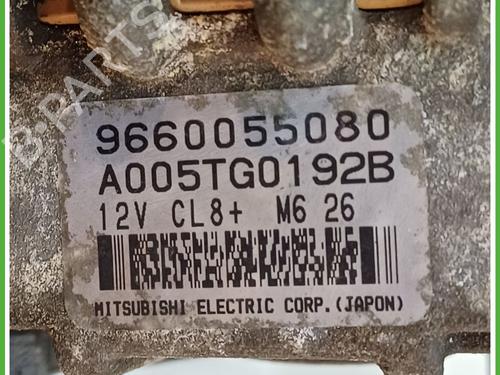 B-PARTS
9660055080
A005TG0192B
12V CL8+ M6 26
MITSUBISHI ELECTRIC CORP.(JAPON)